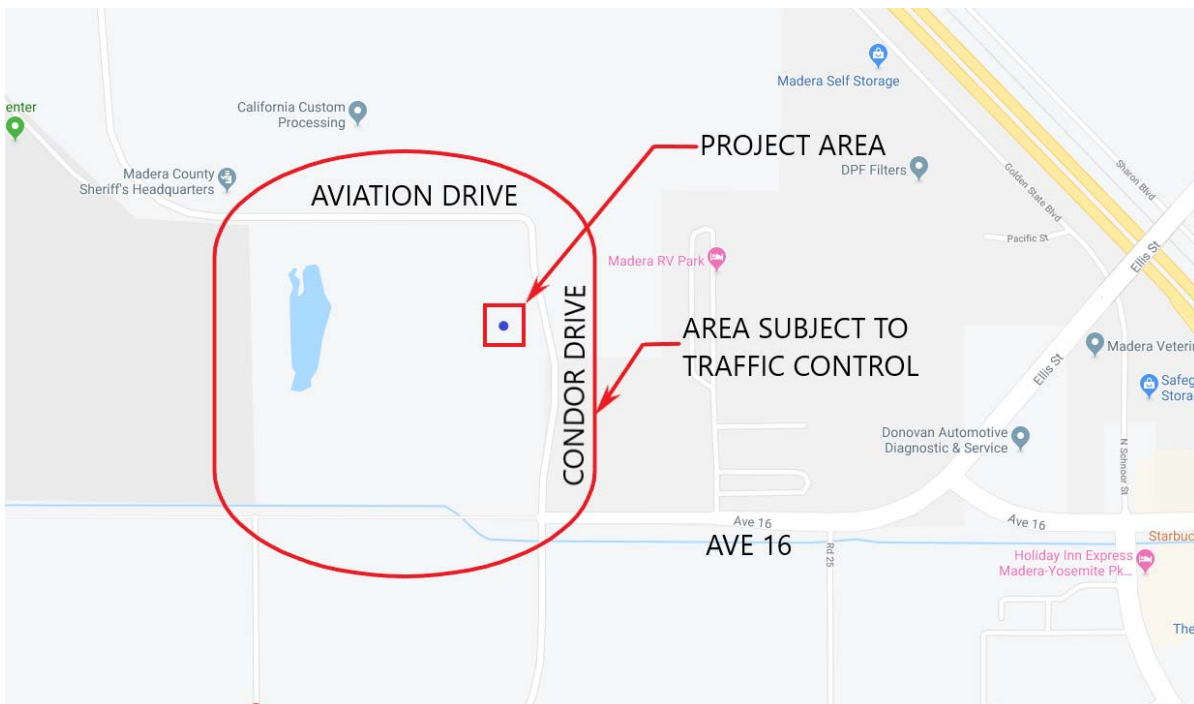 Madera Self Storage
enter
California Custom
Processing
PROJECT AREA
DPF Filters
Sharon Blvd
Golden State Blvd
Madera County
Sheriff's Headquarters
AVIATION DRIVE
Pacific St
Ellis St
Madera RV Park
CONDOR DRIVE
AREA SUBJECT TO
TRAFFIC CONTROL
Madera Veterin
Ellis St
Safeg
Stora
Donovan Automotive
Diagnostic & Service
N Schnoor St
Ave 16
Ave 16
AVE 16
Rd 25
Starbuc
Holiday Inn Express
Madera-Yosemite Pk...
The